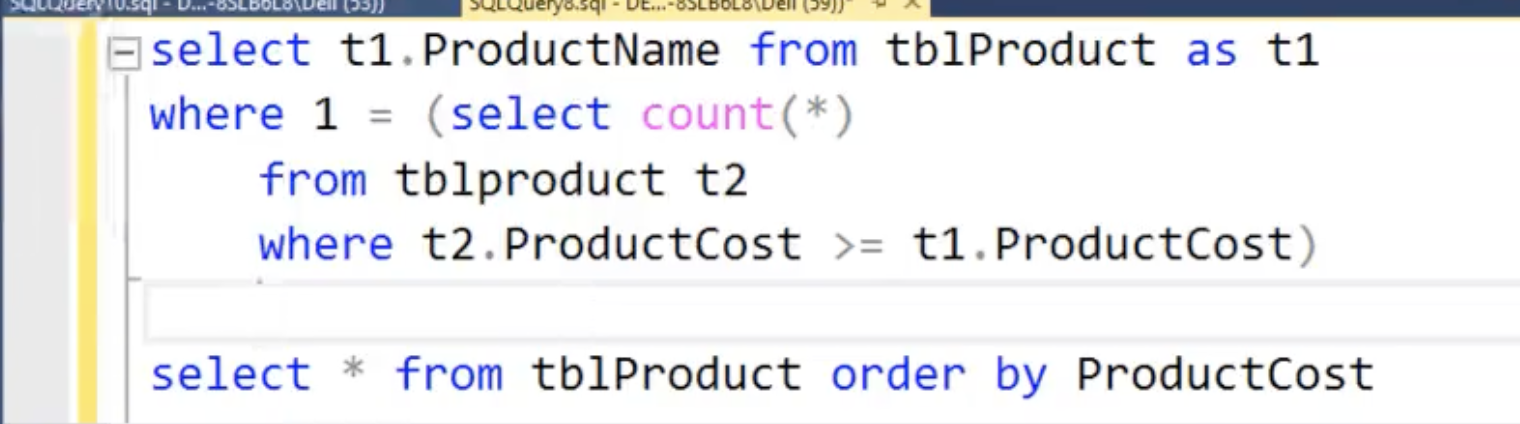 SQLQuery10.sql - D...-8SLB6L8\Dell (53))
SQLQuery8.sql - DE...-8SLB6L8\Dell (59))*
select t1.ProductName from tblProduct as t1
where 1 = (select count(*)
from tblproduct t2
where t2.ProductCost >= t1.ProductCost)
select * from tblProduct order by ProductCost